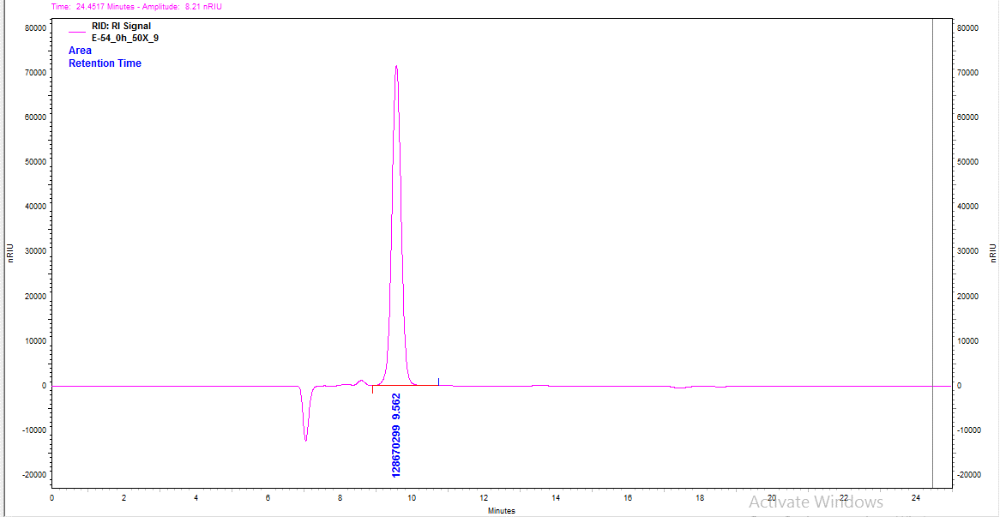 Time: 24.4517 Minutes - Amplitude: 8.21 nRIU
RID: RI Signal
E-54_0h_50X_9
Area
Retention Time
80000
70000
60000
50000
40000
30000
20000
10000
0
-10000
-20000
nRIU
80000
70000
60000
50000
40000
30000
20000
10000
0
-10000
-20000
nRIU
128670299 9.562
0 2 4 6 8 10 12 14 16 18 20 22 24
Minutes
Activate Windows